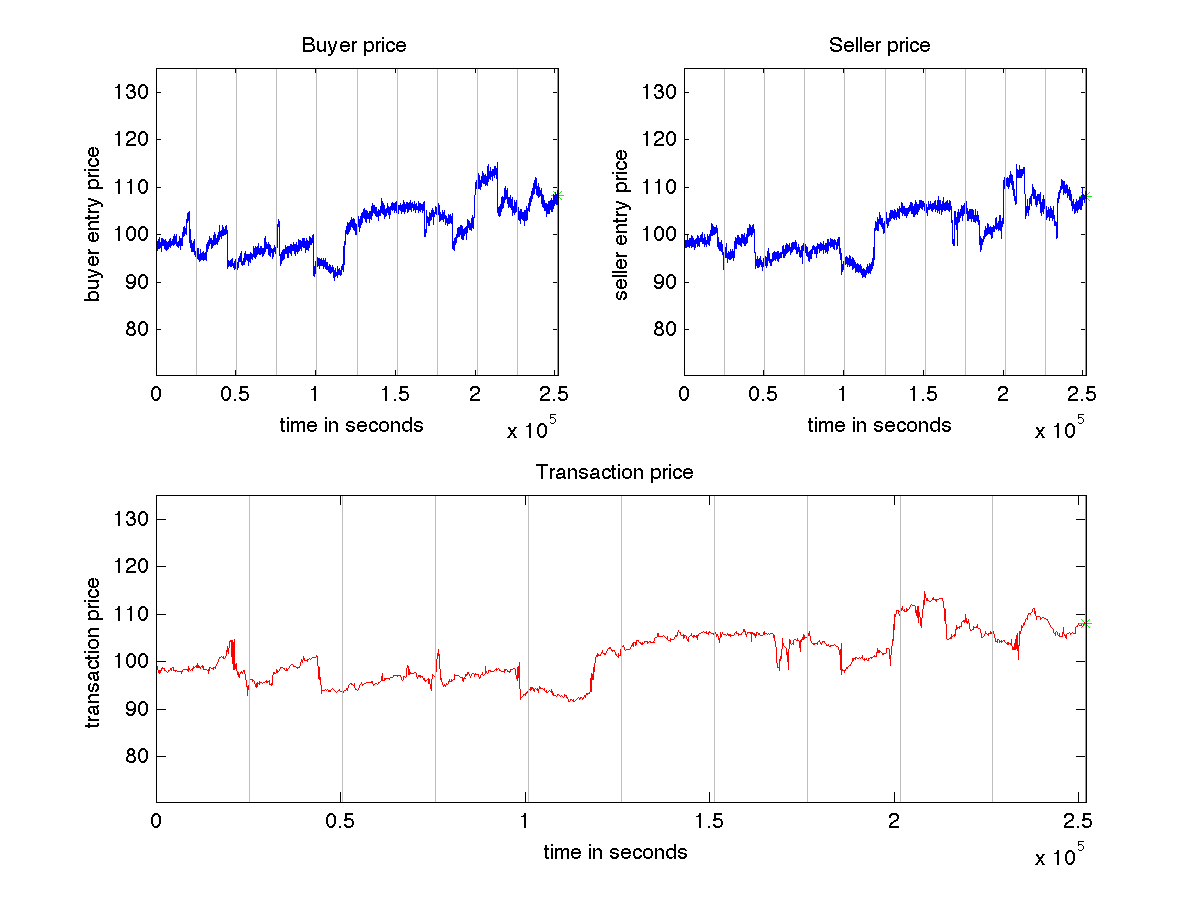 Buyer price
Seller price
130
120
110
100
90
80
buyer entry price
0 0.5 1 1.5 2 2.5
time in seconds
x 10^5
130
120
110
100
90
80
seller entry price
0 0.5 1 1.5 2 2.5
time in seconds
x 10^5
Transaction price
130
120
110
100
90
80
transaction price
0 0.5 1 1.5 2 2.5
time in seconds
x 10^5